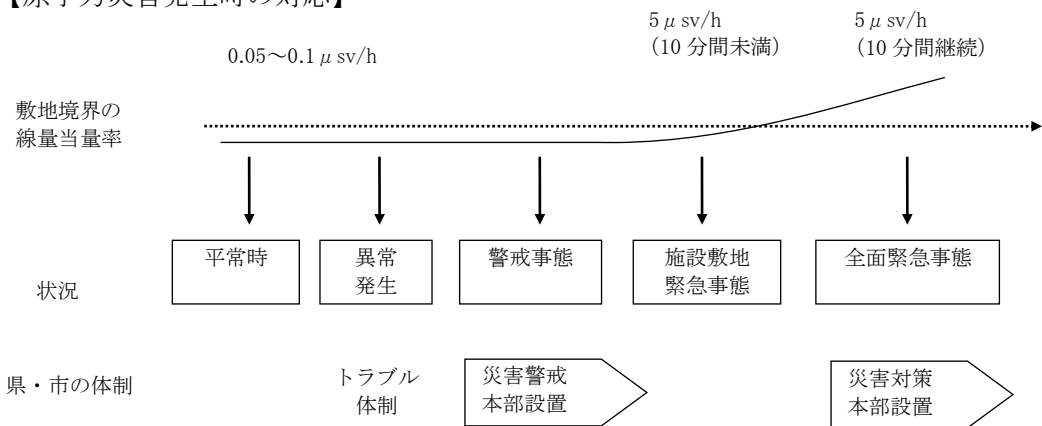 【原子力災害発生時の対応】
5μsv/h
(10 分間未満)
5μsv/h
(10 分間継続)
0.05～0.1μsv/h
敷地境界の
線量当量率
状況
平常時
異常
発生
警戒事態
施設敷地
緊急事態
全面緊急事態
県・市の体制
トラブル
体制
災害警戒
本部設置
災害対策
本部設置